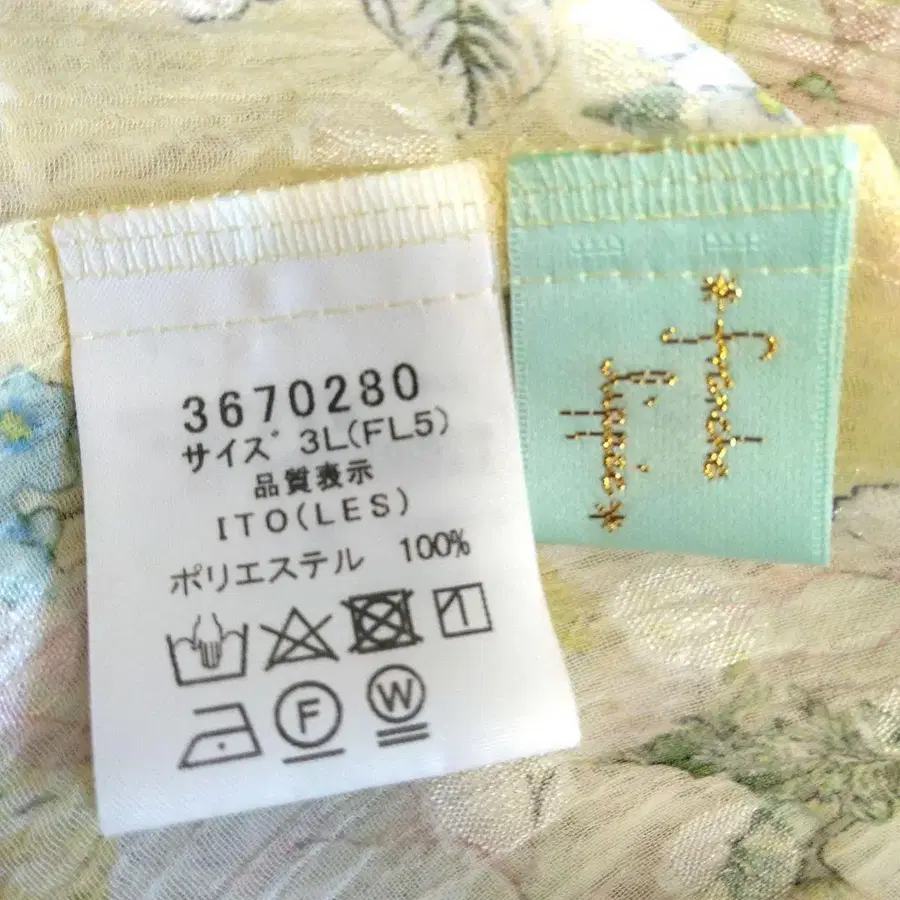 3670280
サイズ 3L(FL5)
品質表示
ITO(LES)
ポリエステル 100%
F
W